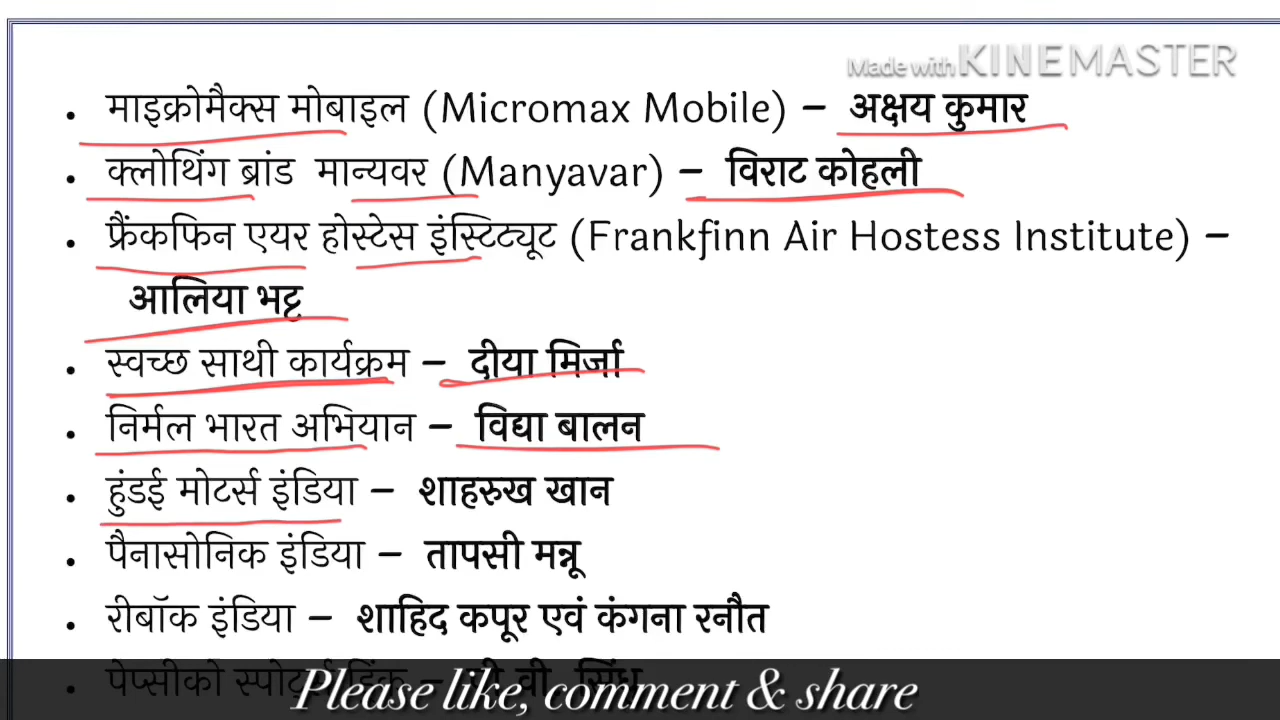 Made with KINEMASTER
• माइक्रोमैक्स मोबाइल (Micromax Mobile) – अक्षय कुमार
• क्लोथिंग ब्रांड मान्यवर (Manyavar) – विराट कोहली
• फ्रैंकफिन एयर होस्टेस इंस्टिट्यूट (Frankfinn Air Hostess Institute) –
आलिया भट्ट
• स्वच्छ साथी कार्यक्रम – दीया मिर्जा
• निर्मल भारत अभियान – विद्या बालन
• हुंडई मोटर्स इंडिया – शाहरुख खान
• पैनासोनिक इंडिया – तापसी मन्नू
• रीबॉक इंडिया – शाहिद कपूर एवं कंगना रनौत
• पेप्सीको
Please like, comment & share